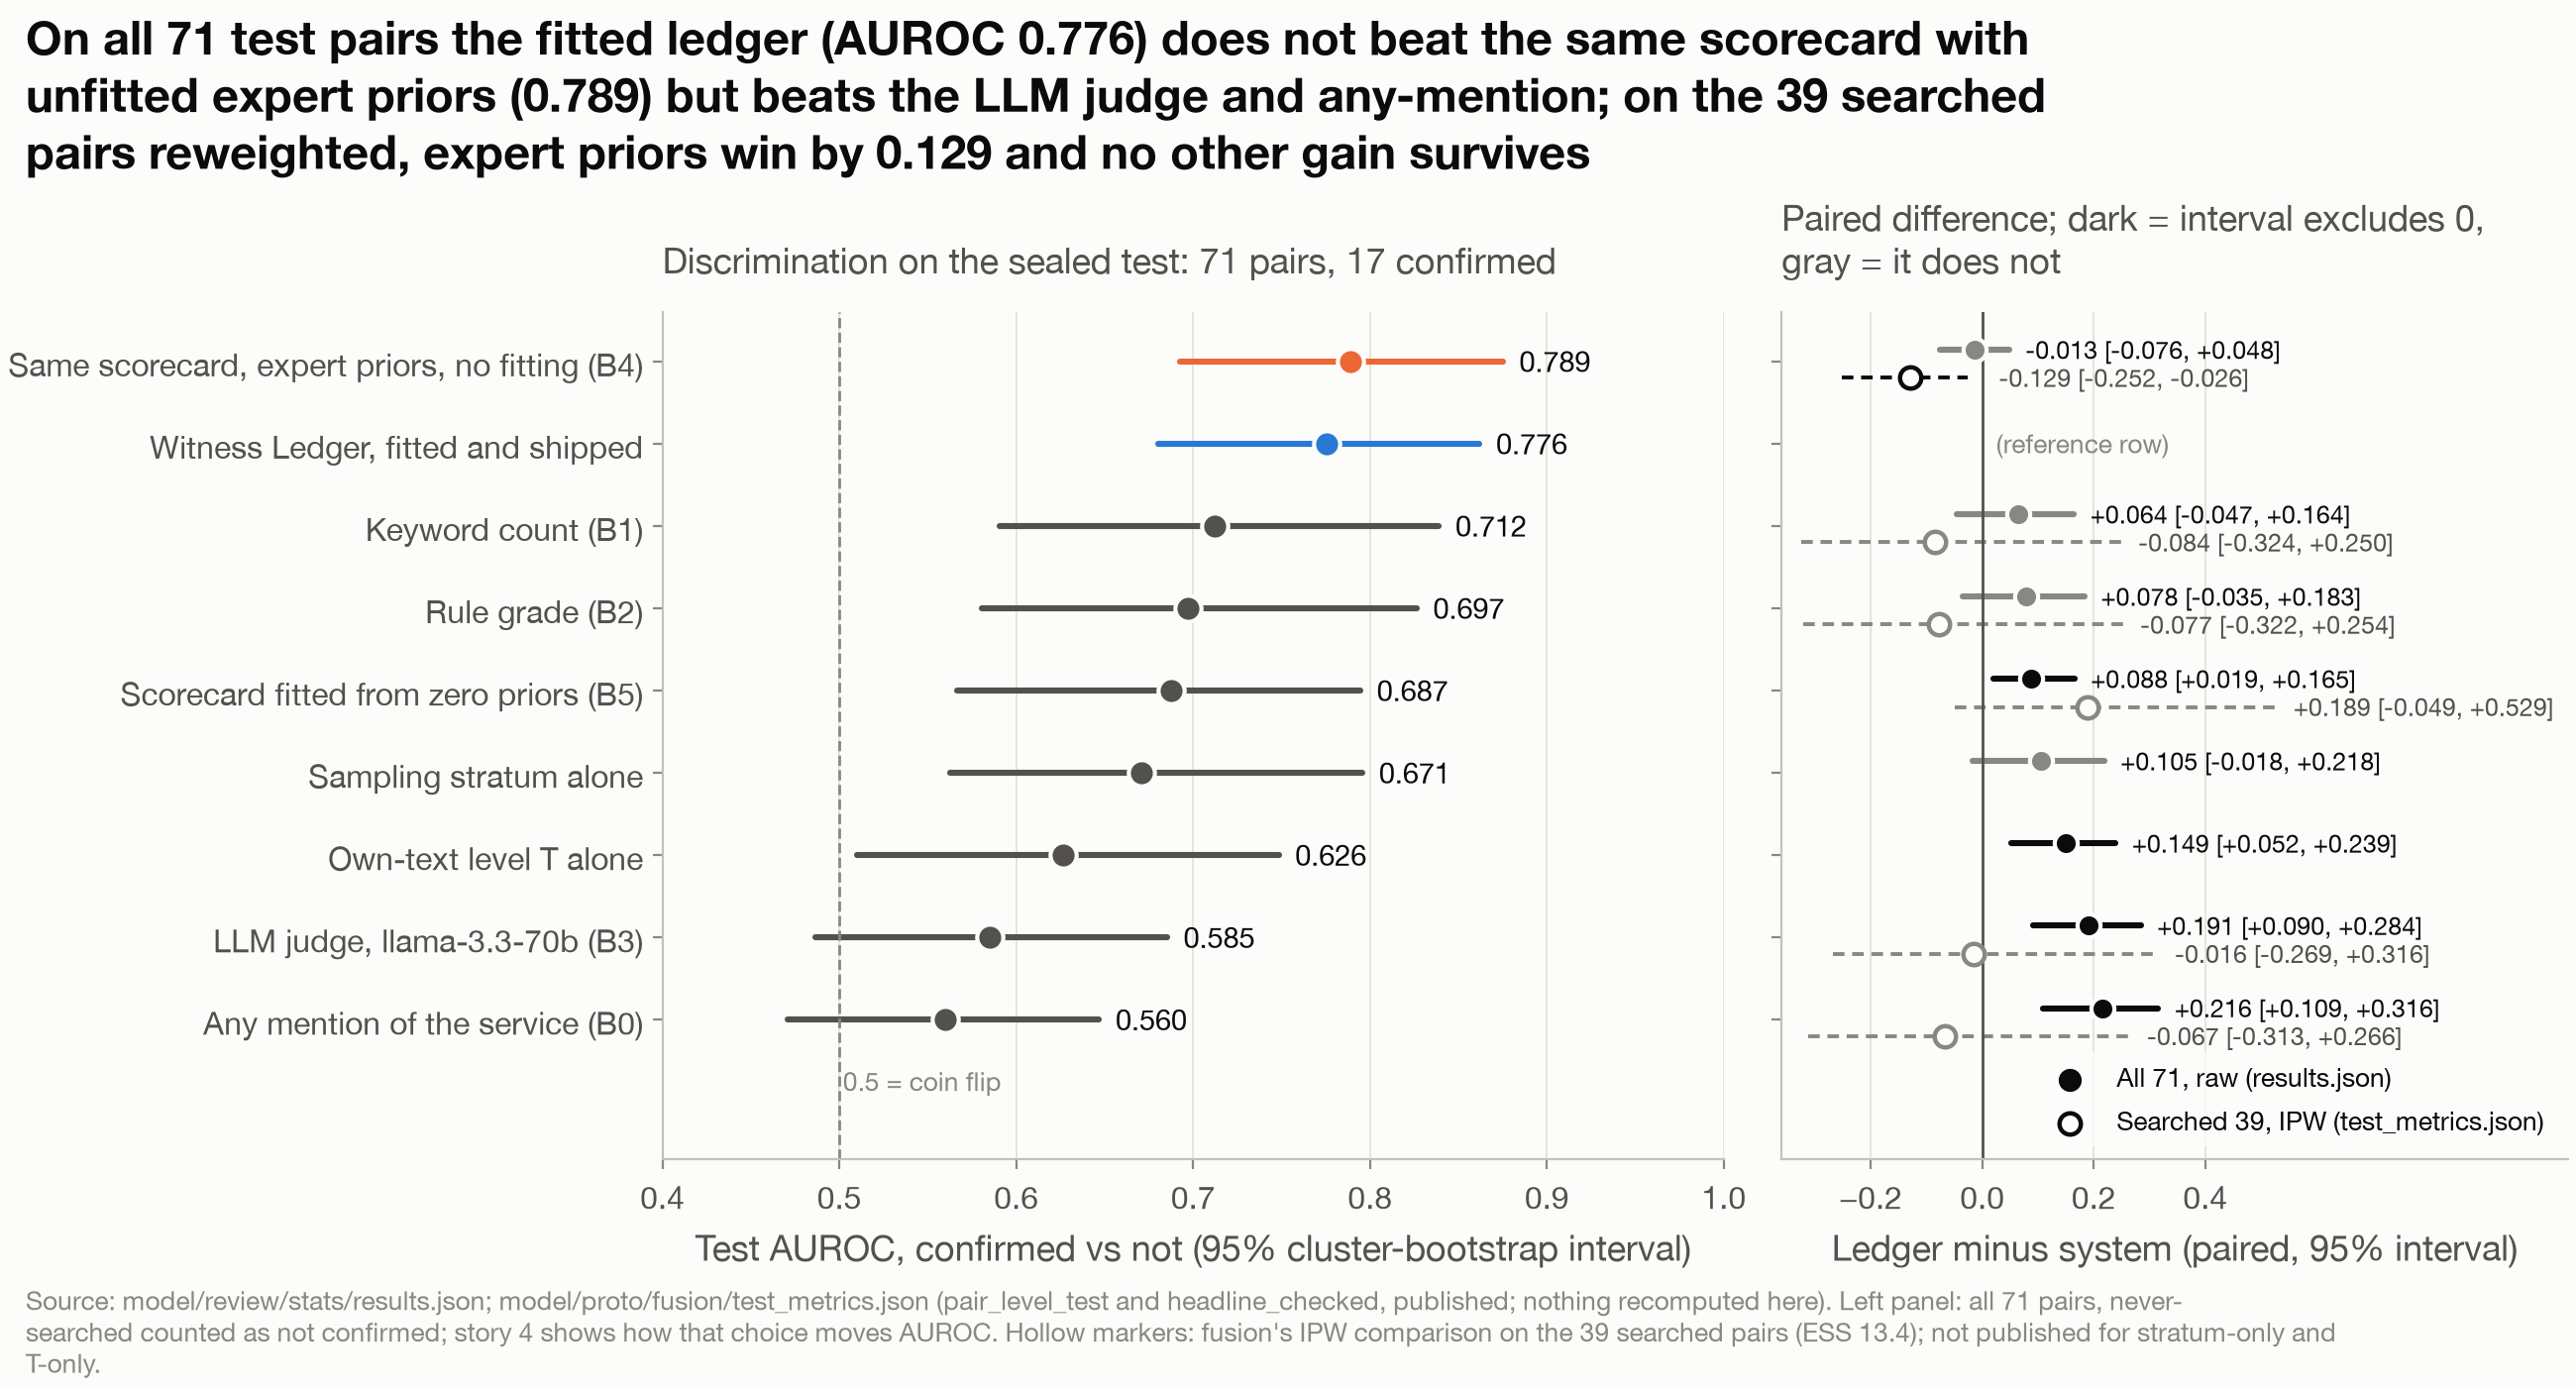 On all 71 test pairs the fitted ledger (AUROC 0.776) does not beat the same scorecard with
unfitted expert priors (0.789) but beats the LLM judge and any-mention; on the 39 searched
pairs reweighted, expert priors win by 0.129 and no other gain survives
Discrimination on the sealed test: 71 pairs, 17 confirmed
Same scorecard, expert priors, no fitting (B4)
0.789
Witness Ledger, fitted and shipped
0.776
Keyword count (B1)
0.712
Rule grade (B2)
0.697
Scorecard fitted from zero priors (B5)
0.687
Sampling stratum alone
0.671
Own-text level T alone
0.626
LLM judge, llama-3.3-70b (B3)
0.585
Any mention of the service (B0)
0.560
0.5 = coin flip
0.4 0.5 0.6 0.7 0.8 0.9 1.0
Test AUROC, confirmed vs not (95% cluster-bootstrap interval)
Paired difference; dark = interval excludes 0,
gray = it does not
-0.013 [-0.076, +0.048]
-0.129 [-0.252, -0.026]
(reference row)
+0.064 [-0.047, +0.164]
-0.084 [-0.324, +0.250]
+0.078 [-0.035, +0.183]
-0.077 [-0.322, +0.254]
+0.088 [+0.019, +0.165]
+0.189 [-0.049, +0.529]
+0.105 [-0.018, +0.218]
+0.149 [+0.052, +0.239]
+0.191 [+0.090, +0.284]
-0.016 [-0.269, +0.316]
+0.216 [+0.109, +0.316]
-0.067 [-0.313, +0.266]
All 71, raw (results.json)
Searched 39, IPW (test_metrics.json)
−0.2 0.0 0.2 0.4
Ledger minus system (paired, 95% interval)
Source: model/review/stats/results.json; model/proto/fusion/test_metrics.json (pair_level_test and headline_checked, published; nothing recomputed here). Left panel: all 71 pairs, never-
searched counted as not confirmed; story 4 shows how that choice moves AUROC. Hollow markers: fusion's IPW comparison on the 39 searched pairs (ESS 13.4); not published for stratum-only and
T-only.